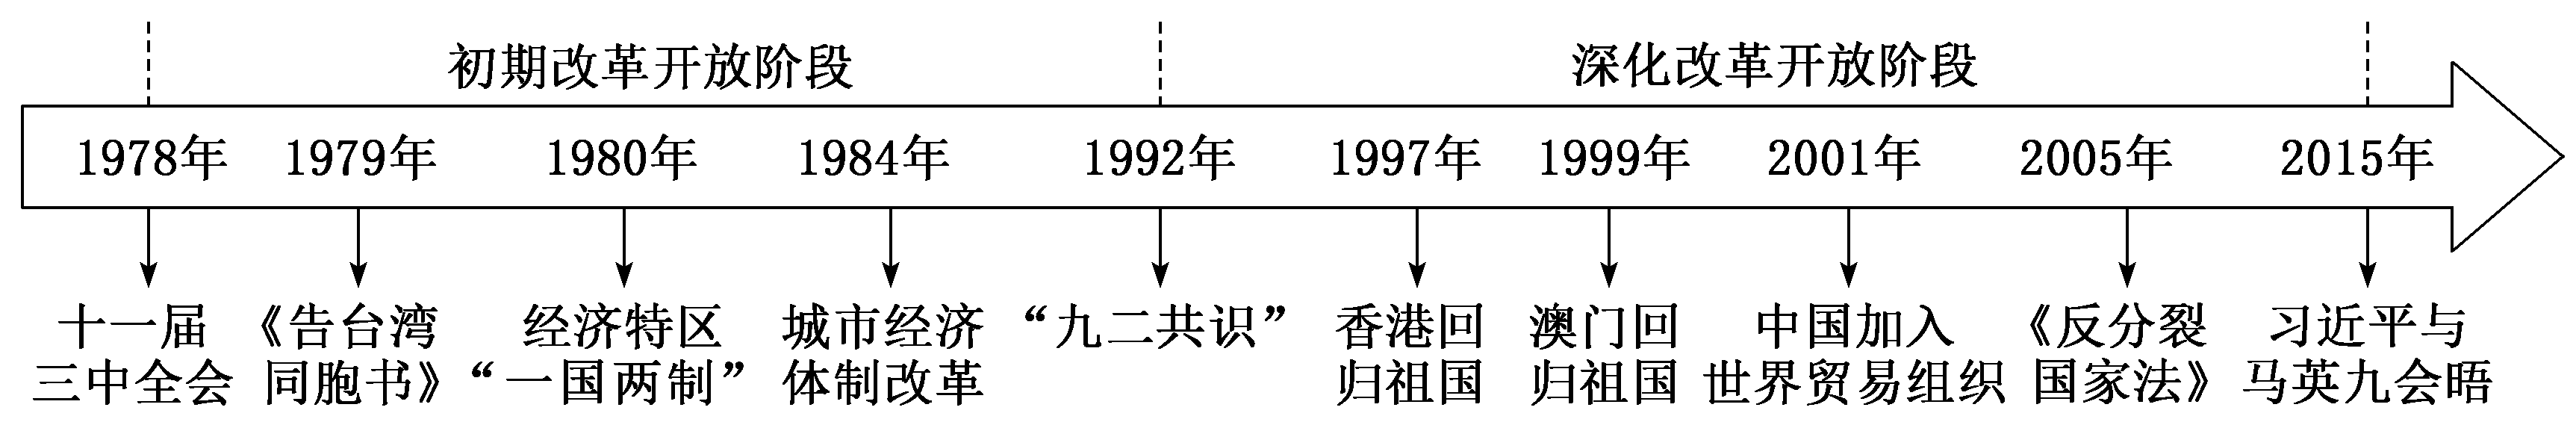 初期改革开放阶段 深化改革开放阶段
1978年 1979年 1980年 1984年 1992年 1997年 1999年 2001年 2005年 2015年
十一届 《告台湾 经济特区 城市经济 “九二共识” 香港回 澳门回 中国加入 《反分裂 习近平与
三中全会 同胞书》 “一国两制” 体制改革 归祖国 归祖国 世界贸易组织 国家法》 马英九会晤